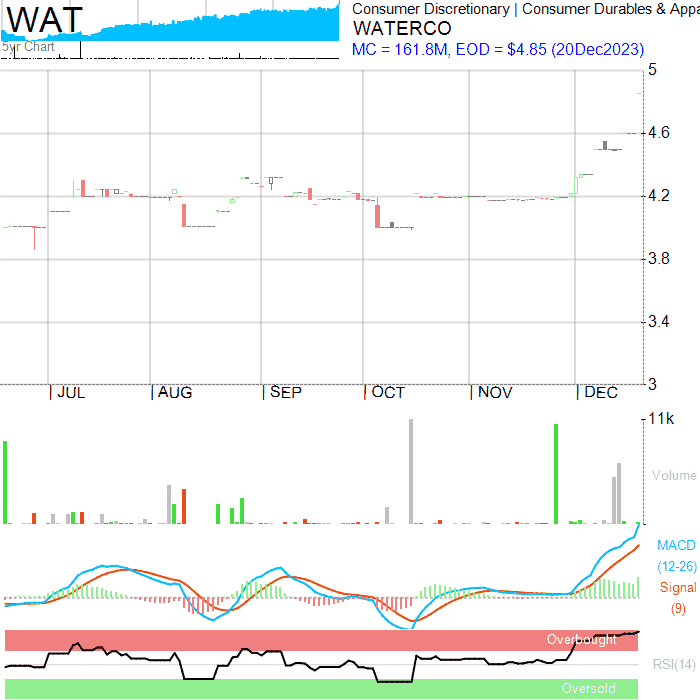 WAT
5yr Chart
Consumer Discretionary | Consumer Durables & Appa
WATERCO
MC = 161.8M, EOD = $4.85 (20Dec2023)
5
4.6
4.2
3.8
3.4
3
JUL AUG SEP OCT NOV DEC
11k
Volume
MACD
(12-26)
Signal
(9)
Overbought
RSI(14)
Oversold